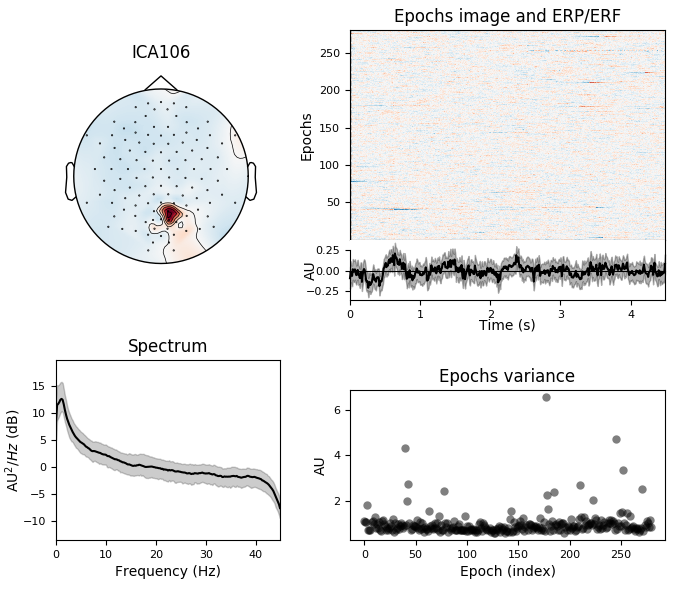 ICA106
Epochs image and ERP/ERF
Epochs
250
200
150
100
50
AU
0.25
0.00
−0.25
0 1 2 3 4
Time (s)
Spectrum
AU²/Hz (dB)
15
10
5
0
−5
−10
0 10 20 30 40
Frequency (Hz)
Epochs variance
AU
6
4
2
0 50 100 150 200 250
Epoch (index)